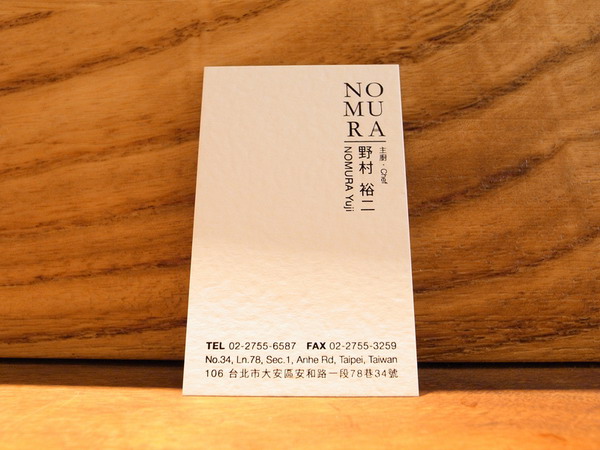 NO
MU
RA
主廚・Chef
野村 裕二
NOMURA Yuji
TEL 02-2755-6587 FAX 02-2755-3259
No.34, Ln.78, Sec.1, Anhe Rd, Taipei, Taiwan
106 台北市大安區安和路一段78巷34號